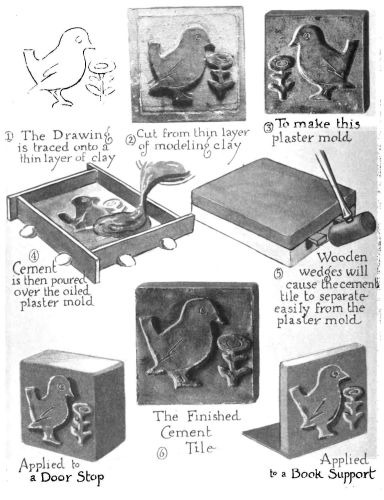 ① The Drawing
is traced onto a
thin layer of clay
② Cut from thin layer
of modeling clay
③ To make this
plaster mold
④
Cement
is then poured
over the oiled
plaster mold
⑤ Wooden
wedges will
cause the cement
tile to separate
easily from the
plaster mold.
The Finished
Cement
⑥ Tile
Applied to
a Door Stop
Applied
to a Book Support